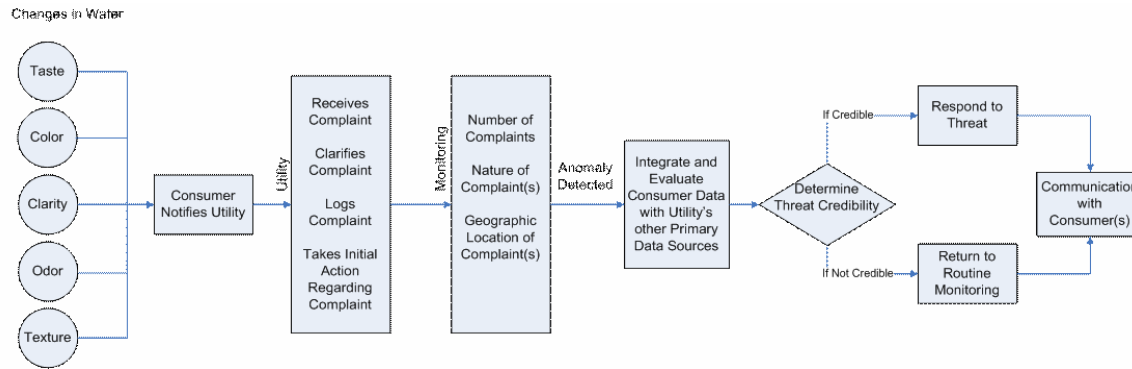 Changes in Water
Taste
Color
Clarity
Odor
Texture
Consumer
Notifies Utility
Utility
Receives
Complaint
Clarifies
Complaint
Logs
Complaint
Takes Initial
Action
Regarding
Complaint
Monitoring
Number of
Complaints
Nature of
Complaint(s)
Geographic
Location of
Complaint(s)
Anomaly
Detected
Integrate and
Evaluate
Consumer Data
with Utility's
other Primary
Data Sources
Determine
Threat Credibility
If Credible
Respond to
Threat
If Not Credible
Return to
Routine
Monitoring
Communication
with
Consumer(s)